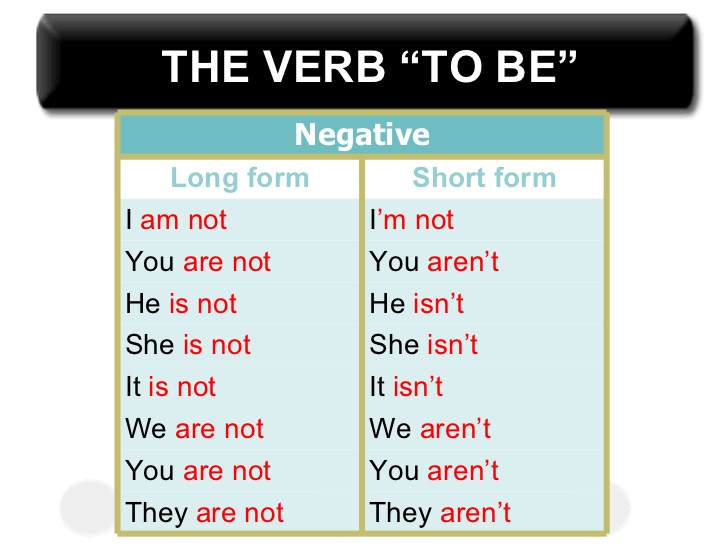 THE VERB “TO BE”
Negative
Long form Short form
I am not I’m not
You are not You aren’t
He is not He isn’t
She is not She isn’t
It is not It isn’t
We are not We aren’t
You are not You aren’t
They are not They aren’t